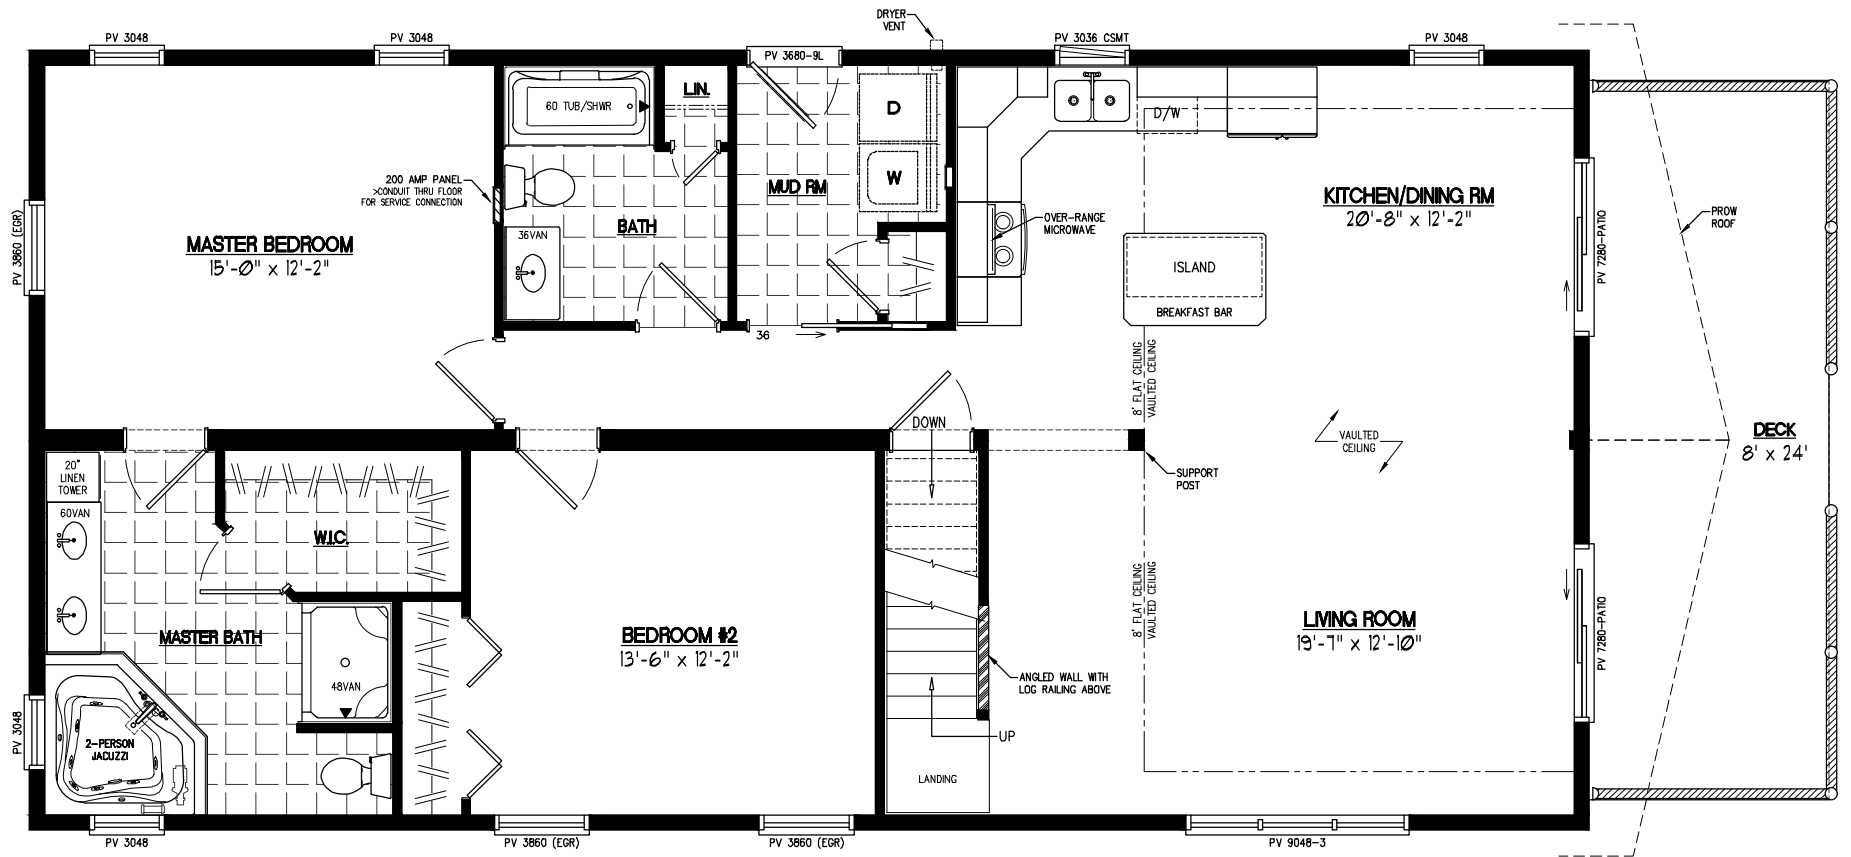 DRYER
VENT
PV 3048
PV 3048
PV 3680-9L
PV 3036 CSMT
PV 3048
60 TUB/SHWR
LIN.
D
W
D/W
MUD RM
200 AMP PANEL
>CONDUIT THRU FLOOR
FOR SERVICE CONNECTION
36VAN
BATH
MASTER BEDROOM
15'-0" x 12'-2"
PV 3860 (EGR)
OVER-RANGE
MICROWAVE
KITCHEN/DINING RM
20'-8" x 12'-2"
ISLAND
BREAKFAST BAR
PV 7280-PATIO
PROW
ROOF
36
8' FLAT CEILING
VAULTED CEILING
DOWN
VAULTED
CEILING
DECK
8' x 24'
SUPPORT
POST
20"
LINEN
TOWER
60VAN
W.I.C.
8' FLAT CEILING
VAULTED CEILING
MASTER BATH
BEDROOM #2
13'-6" x 12'-2"
LIVING ROOM
19'-7" x 12'-10"
PV 7280-PATIO
48VAN
ANGLED WALL WITH
LOG RAILING ABOVE
PV 3048
2-PERSON
JACUZZI
UP
LANDING
PV 3048
PV 3860 (EGR)
PV 3860 (EGR)
PV 9048-3